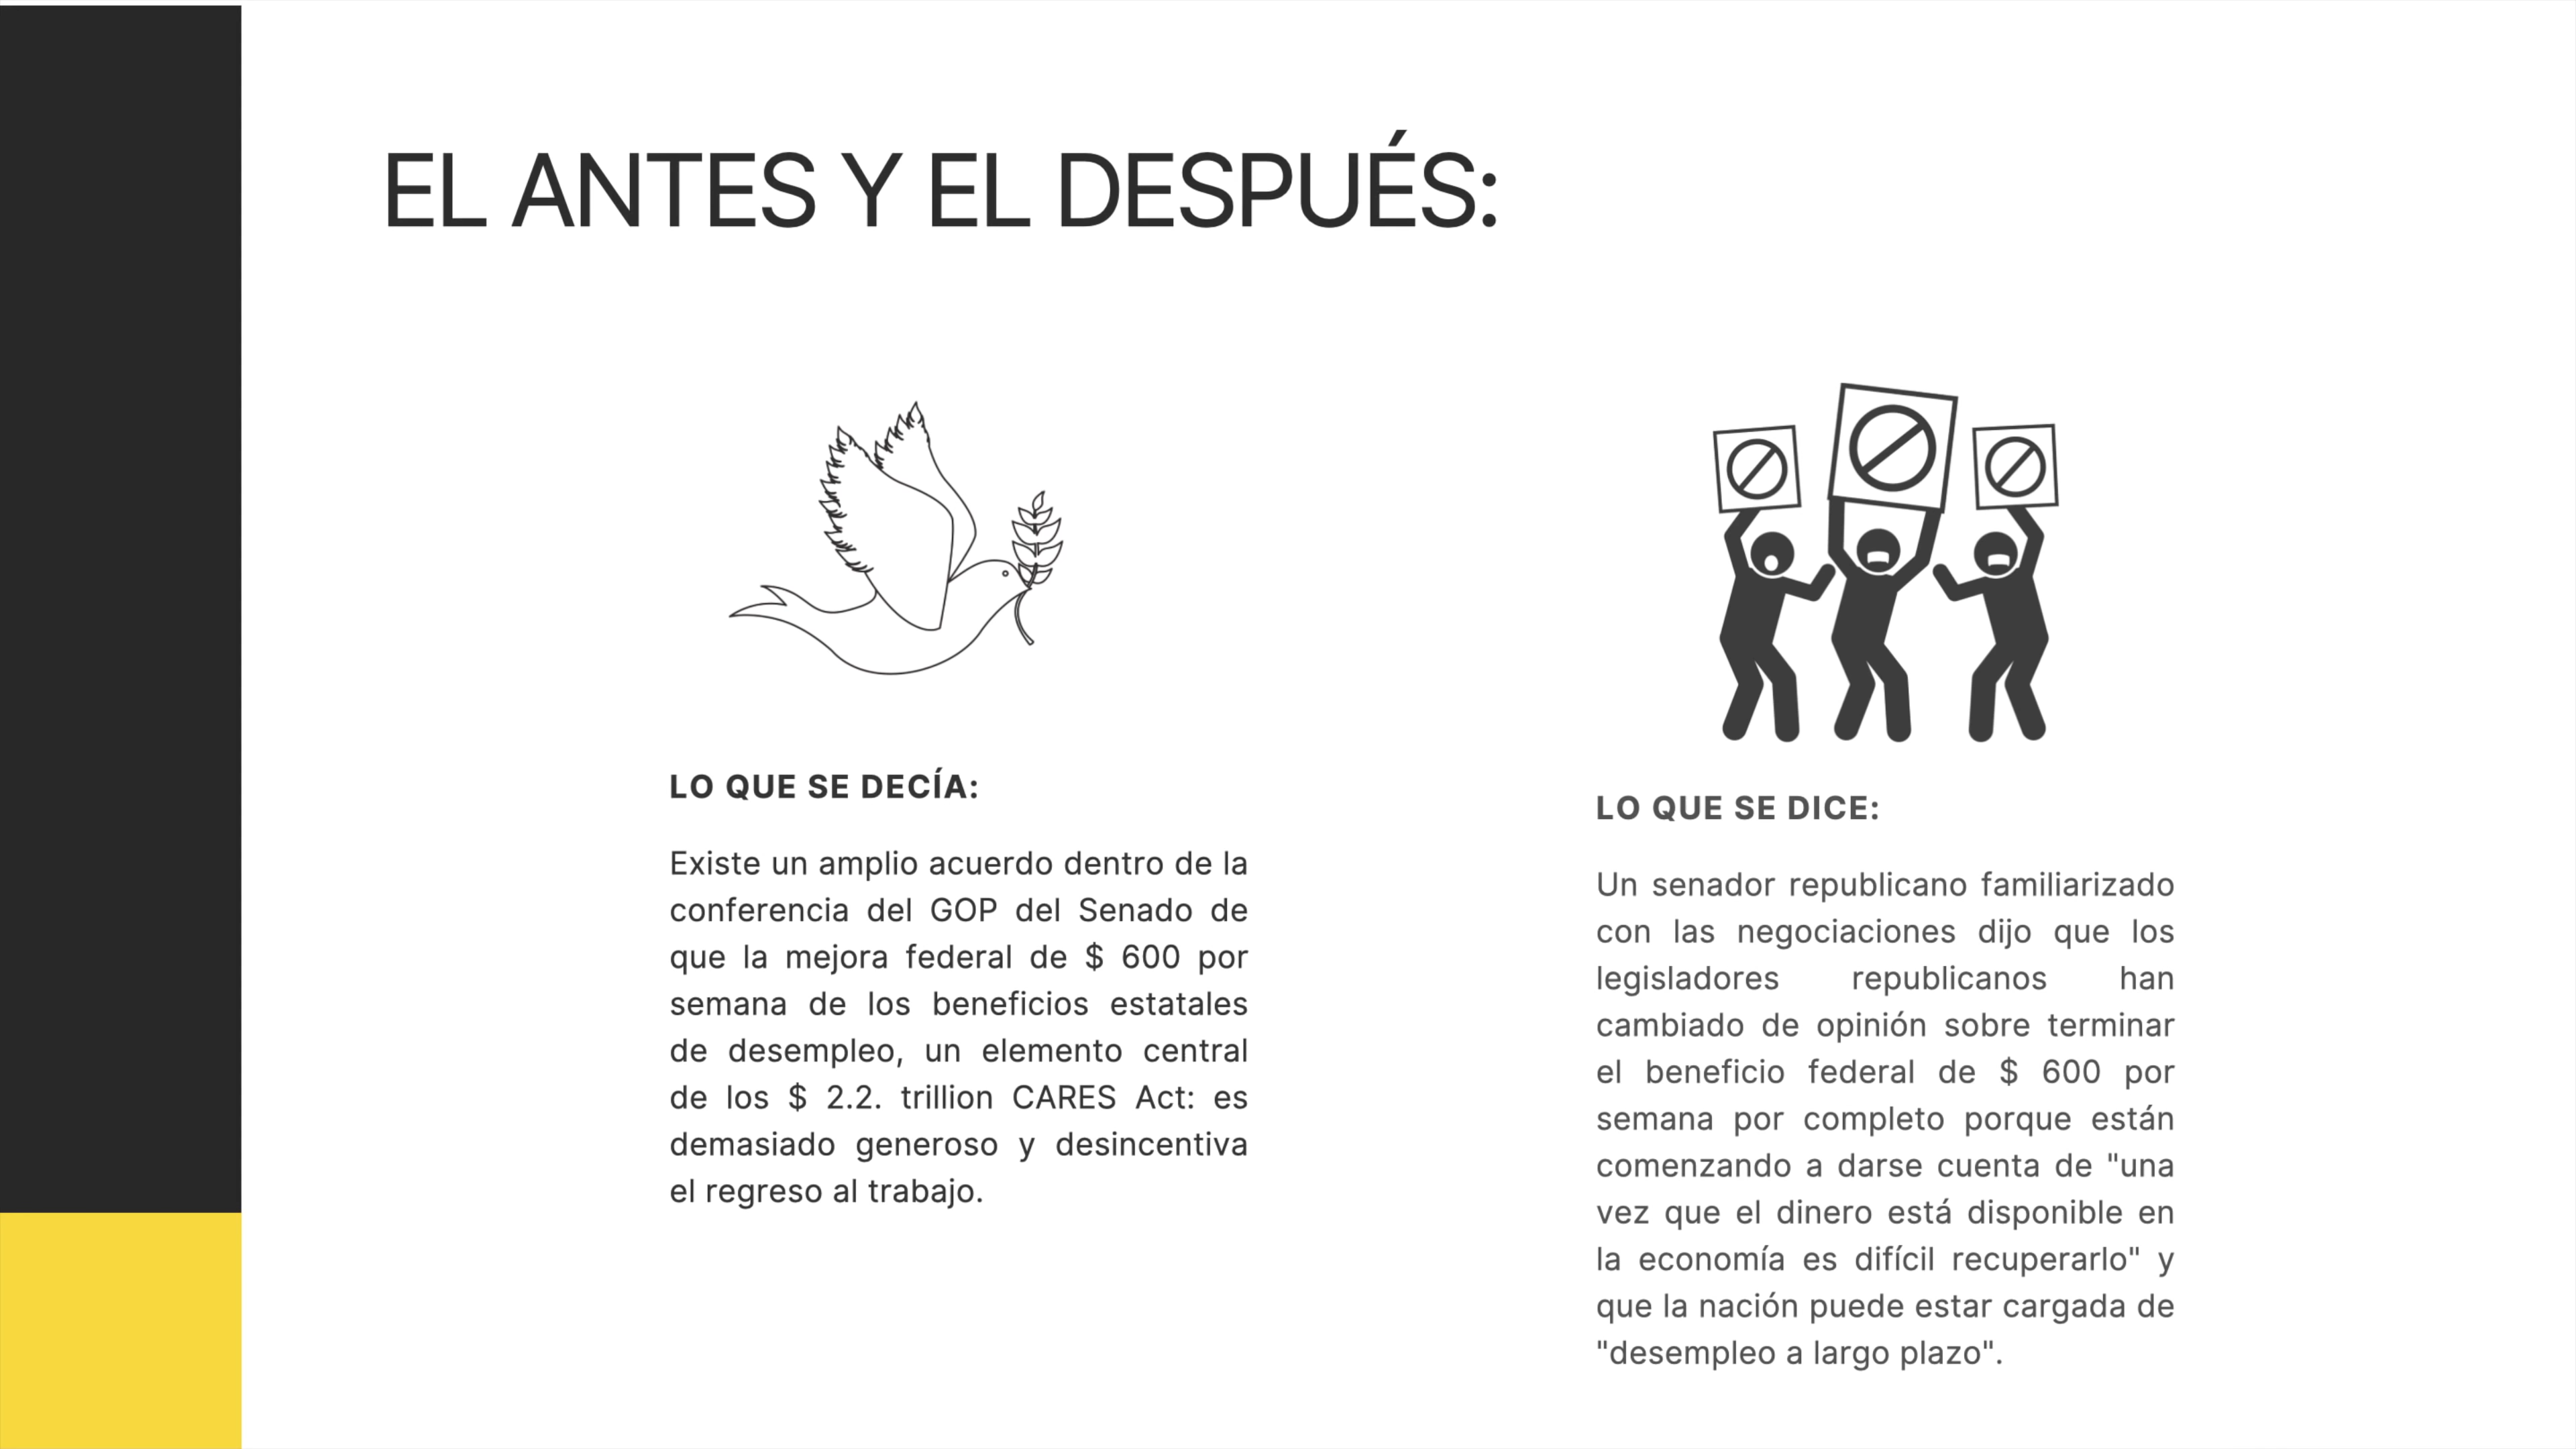 EL ANTES Y EL DESPUÉS:
LO QUE SE DECÍA:
Existe un amplio acuerdo dentro de la
conferencia del GOP del Senado de
que la mejora federal de $ 600 por
semana de los beneficios estatales
de desempleo, un elemento central
de los $ 2.2. trillion CARES Act: es
demasiado generoso y desincentiva
el regreso al trabajo.
LO QUE SE DICE:
Un senador republicano familiarizado
con las negociaciones dijo que los
legisladores republicanos han
cambiado de opinión sobre terminar
el beneficio federal de $ 600 por
semana por completo porque están
comenzando a darse cuenta de "una
vez que el dinero está disponible en
la economía es difícil recuperarlo" y
que la nación puede estar cargada de
"desempleo a largo plazo".